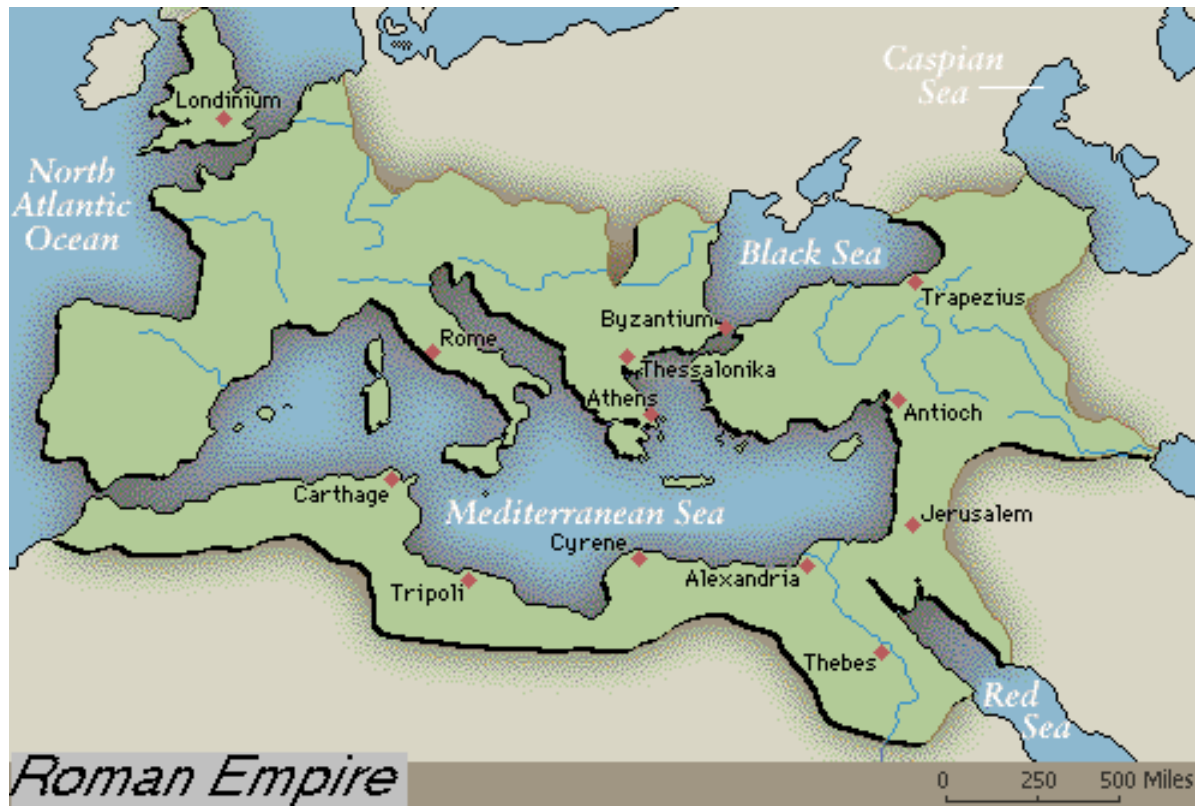 Caspian
Sea
Londinium
North
Atlantic
Ocean
Black Sea
Trapezius
Byzantium
Rome
Thessalonika
Athens
Antioch
Carthage
Mediterranean Sea
Jerusalem
Cyrene
Alexandria
Tripoli
Thebes
Red
Sea
Roman Empire
0 250 500 Miles